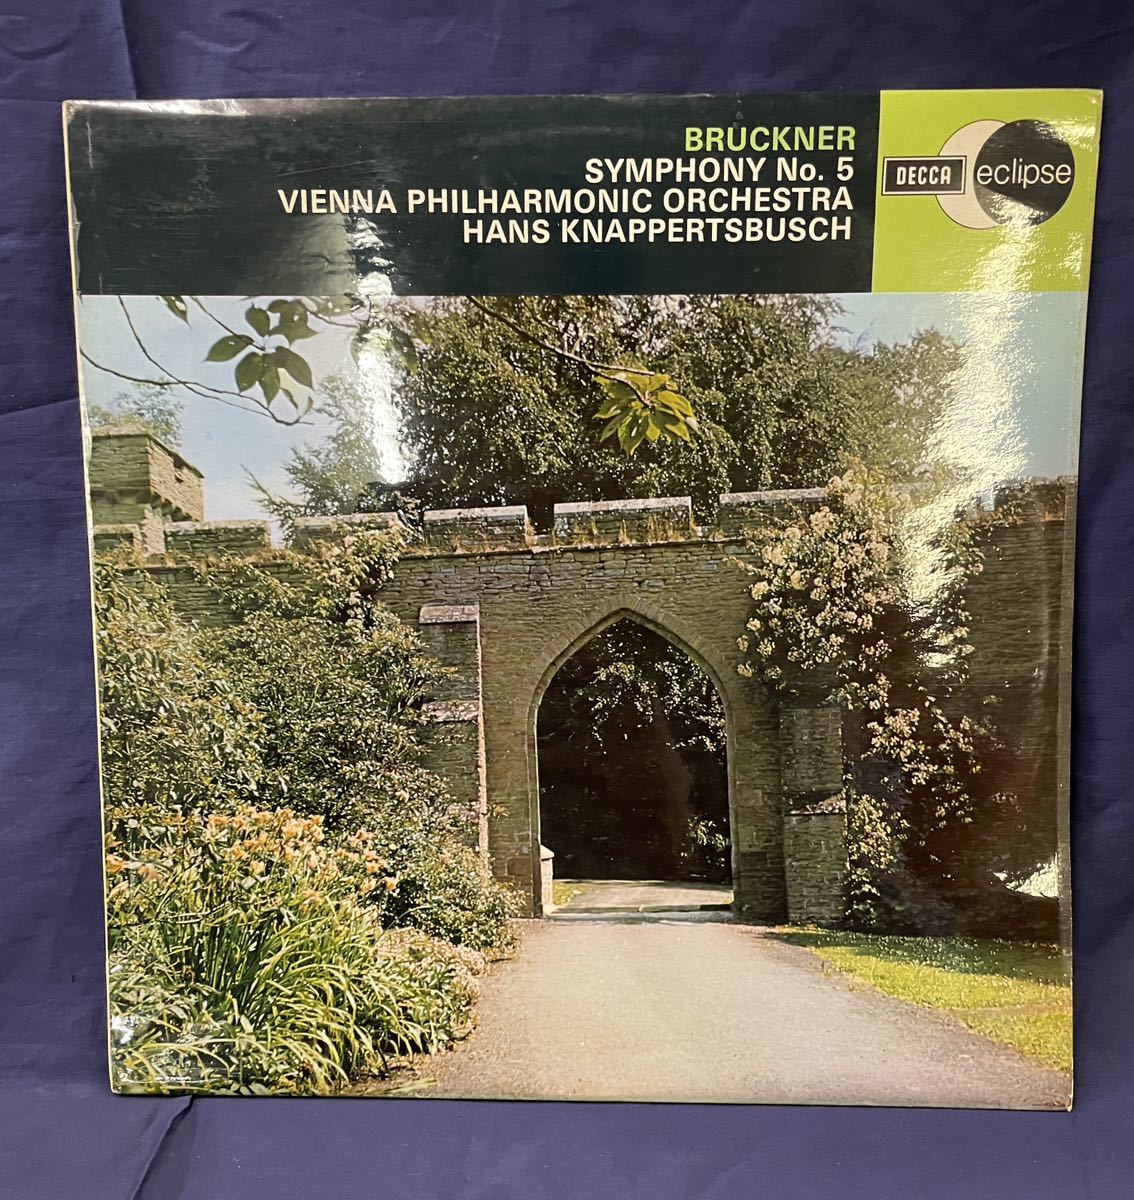 BRUCKNER
SYMPHONY No. 5
VIENNA PHILHARMONIC ORCHESTRA
HANS KNAPPERTSBUSCH
DECCA eclipse